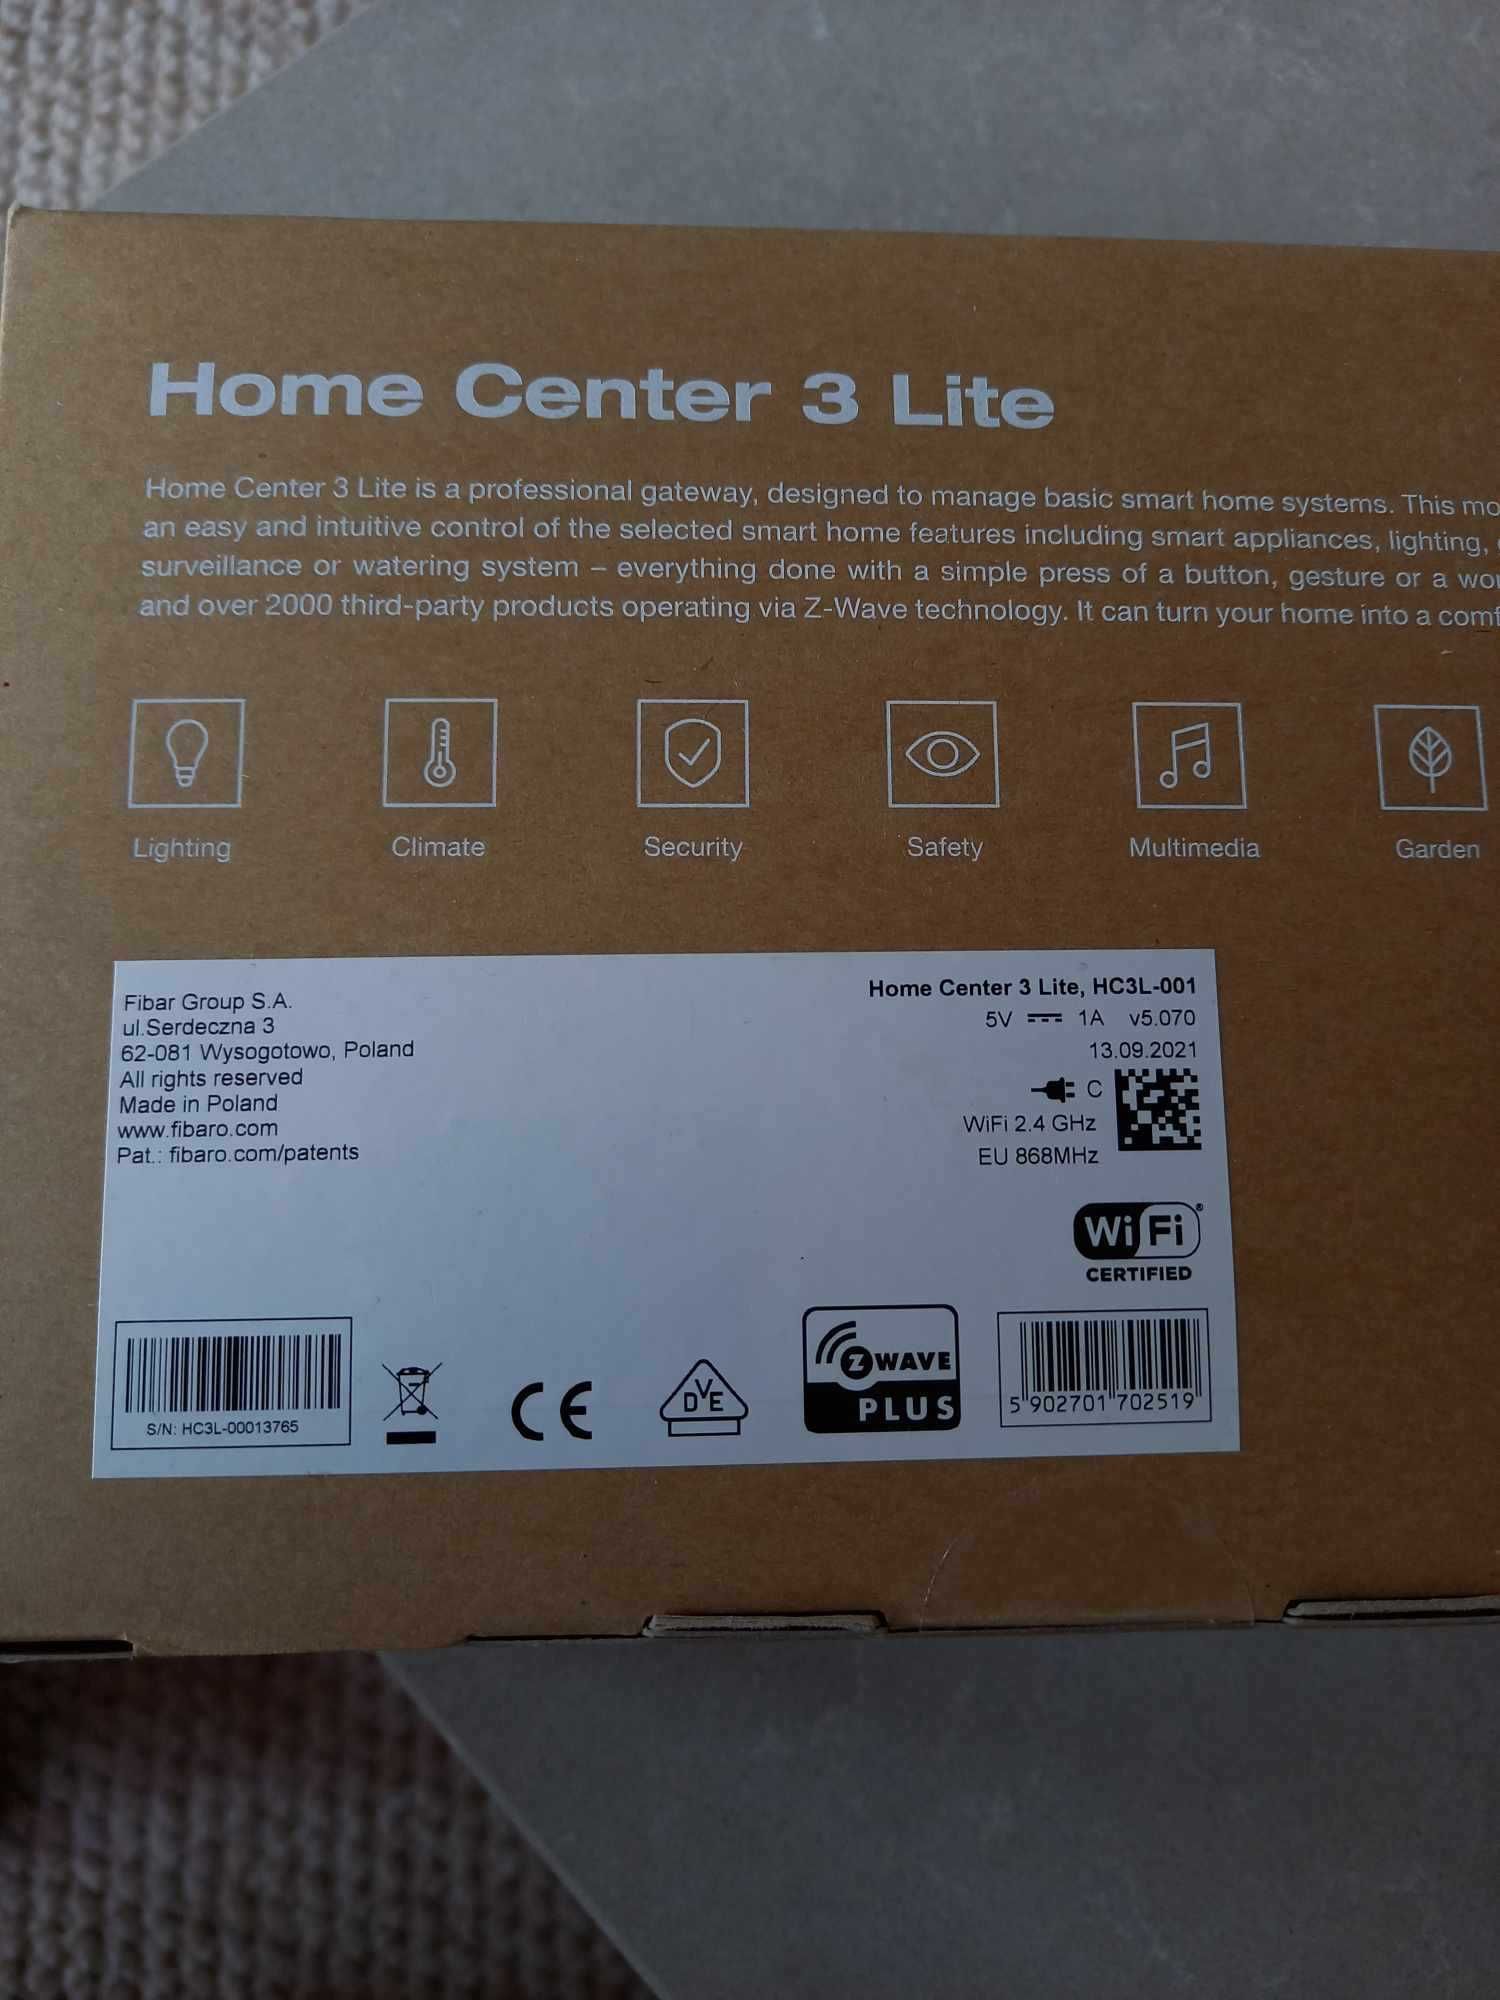 Home Center 3 Lite
Home Center 3 Lite is a professional gateway, designed to manage basic smart home systems. This
an easy and intuitive control of the selected smart home features including smart appliances, lighting,
surveillance or watering system – everything done with a simple press of a button, gesture or a
and over 2000 third-party products operating via Z-Wave technology. It can turn your home into a
Lighting
Climate
Security
Safety
Multimedia
Garden
Fibar Group S.A.
ul.Serdeczna 3
62-081 Wysogotowo, Poland
All rights reserved
Made in Poland
www.fibaro.com
Pat.: fibaro.com/patents
Home Center 3 Lite, HC3L-001
5V 1A v5.070
13.09.2021
C
WiFi 2.4 GHz
EU 868MHz
WiFi®
CERTIFIED
S/N: HC3L-00013765
CE
DVE
Z WAVE
PLUS
5 902701 702519